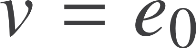 v = e₀